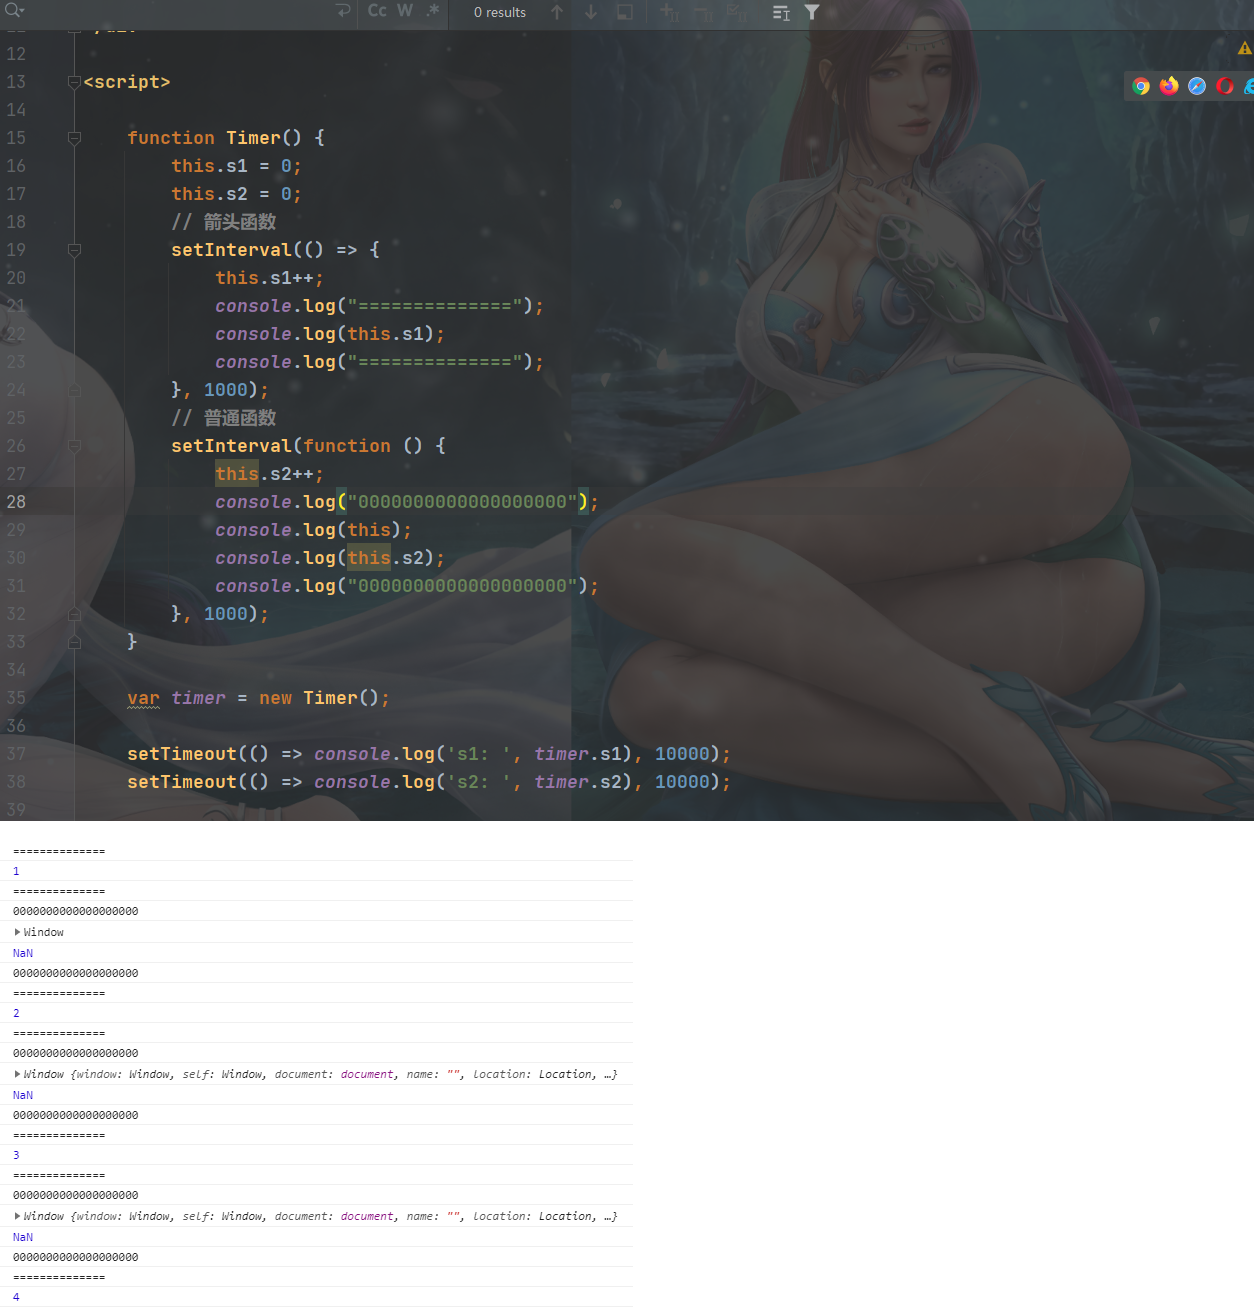 Cc W .* 0 results
12
13 <script>
14
15 function Timer() {
16 this.s1 = 0;
17 this.s2 = 0;
18 // 箭头函数
19 setInterval(() => {
20 this.s1++;
21 console.log("==============");
22 console.log(this.s1);
23 console.log("==============");
24 }, 1000);
25 // 普通函数
26 setInterval(function () {
27 this.s2++;
28 console.log("0000000000000000000");
29 console.log(this);
30 console.log(this.s2);
31 console.log("0000000000000000000");
32 }, 1000);
33 }
34
35 var timer = new Timer();
36
37 setTimeout(() => console.log('s1: ', timer.s1), 10000);
38 setTimeout(() => console.log('s2: ', timer.s2), 10000);
39
==============
1
==============
0000000000000000000
Window
NaN
0000000000000000000
==============
2
==============
0000000000000000000
Window {window: Window, self: Window, document: document, name: "", location: Location, …}
NaN
0000000000000000000
==============
3
==============
0000000000000000000
Window {window: Window, self: Window, document: document, name: "", location: Location, …}
NaN
0000000000000000000
==============
4